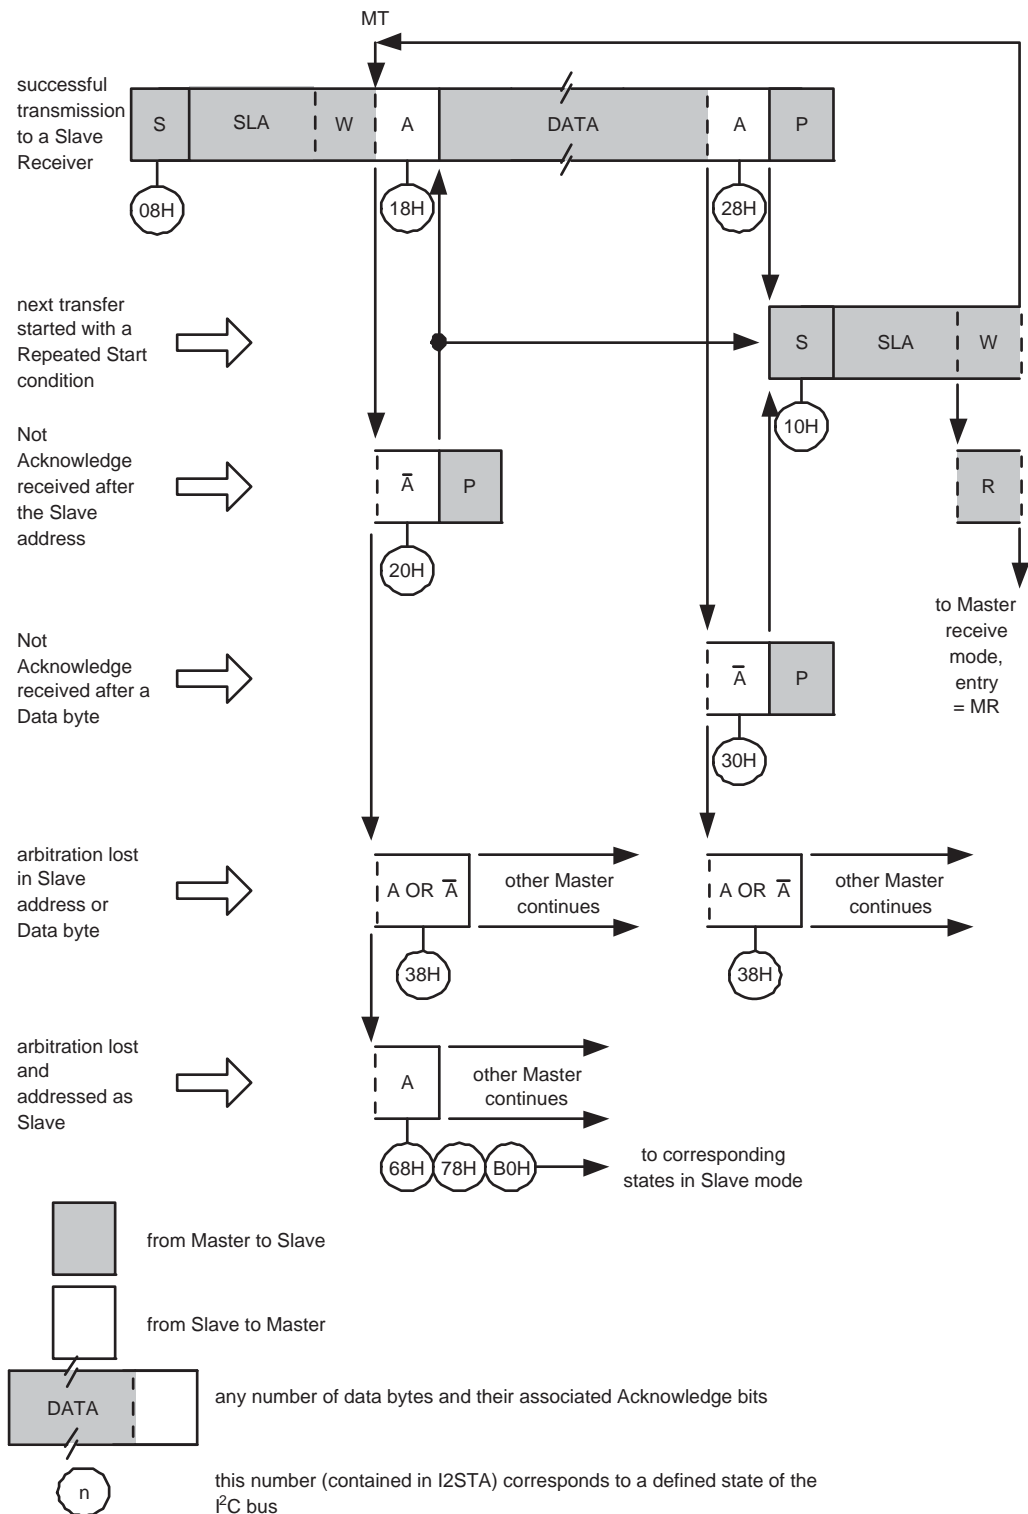 MT
successful
transmission
to a Slave
Receiver
S
SLA
W
A
DATA
A
P
08H
18H
28H
next transfer
started with a
Repeated Start
condition
S
SLA
W
10H
Not
Acknowledge
received after
the Slave
address
A̅
P
R
20H
to Master
receive
mode,
entry
= MR
Not
Acknowledge
received after a
Data byte
A̅
P
30H
arbitration lost
in Slave
address or
Data byte
A OR A̅
other Master
continues
A OR A̅
other Master
continues
38H
38H
arbitration lost
and
addressed as
Slave
A
other Master
continues
68H
78H
B0H
to corresponding
states in Slave mode
from Master to Slave
from Slave to Master
DATA
any number of data bytes and their associated Acknowledge bits
n
this number (contained in I2STA) corresponds to a defined state of the
I²C bus